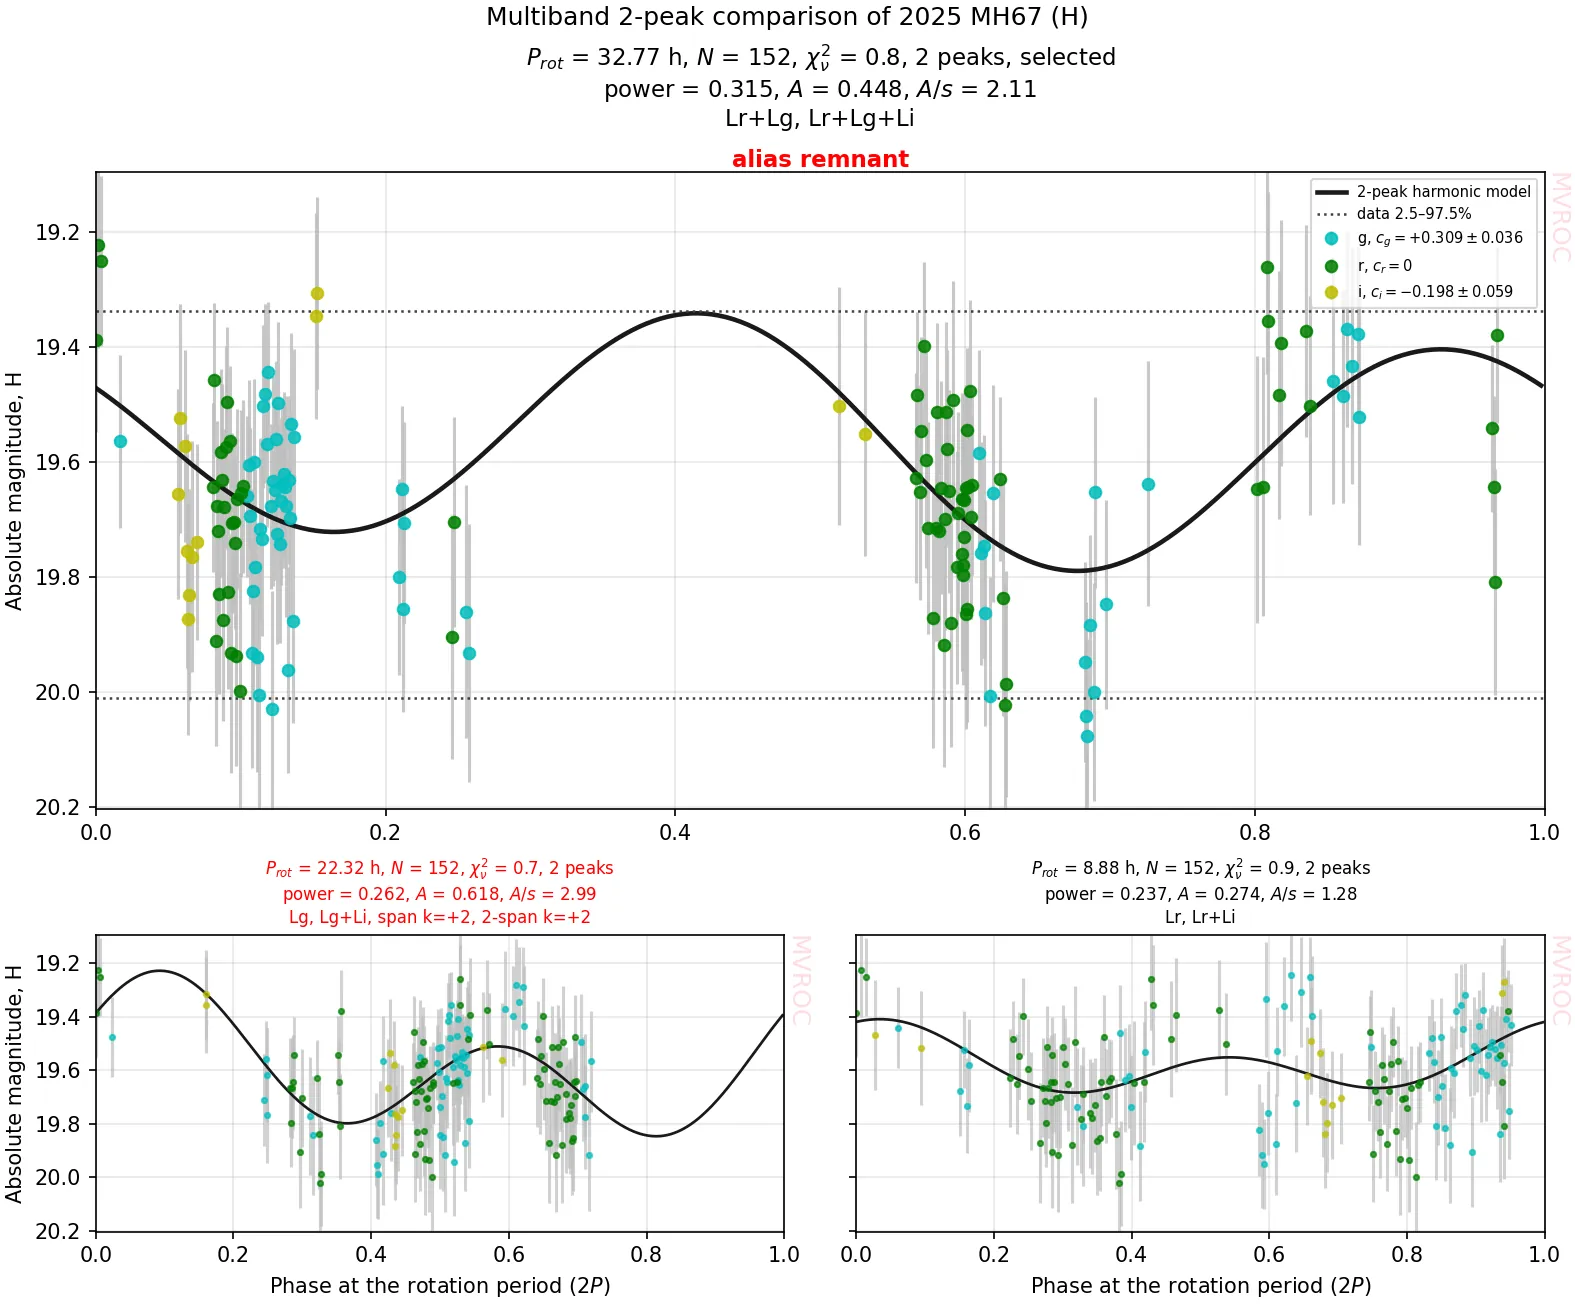 Multiband 2-peak comparison of 2025 MH67 (H)
P_rot = 32.77 h, N = 152, χ²_ν = 0.8, 2 peaks, selected
power = 0.315, A = 0.448, A/s = 2.11
Lr+Lg, Lr+Lg+Li
alias remnant
2-peak harmonic model
data 2.5–97.5%
g, c_g = +0.309 ± 0.036
r, c_r = 0
i, c_i = −0.198 ± 0.059
MVROC
Absolute magnitude, H
19.2
19.4
19.6
19.8
20.0
20.2
0.0 0.2 0.4 0.6 0.8 1.0
P_rot = 22.32 h, N = 152, χ²_ν = 0.7, 2 peaks
power = 0.262, A = 0.618, A/s = 2.99
Lg, Lg+Li, span k=+2, 2-span k=+2
MVROC
Absolute magnitude, H
19.2
19.4
19.6
19.8
20.0
20.2
0.0 0.2 0.4 0.6 0.8 1.0
Phase at the rotation period (2P)
P_rot = 8.88 h, N = 152, χ²_ν = 0.9, 2 peaks
power = 0.237, A = 0.274, A/s = 1.28
Lr, Lr+Li
MVROC
0.0 0.2 0.4 0.6 0.8 1.0
Phase at the rotation period (2P)